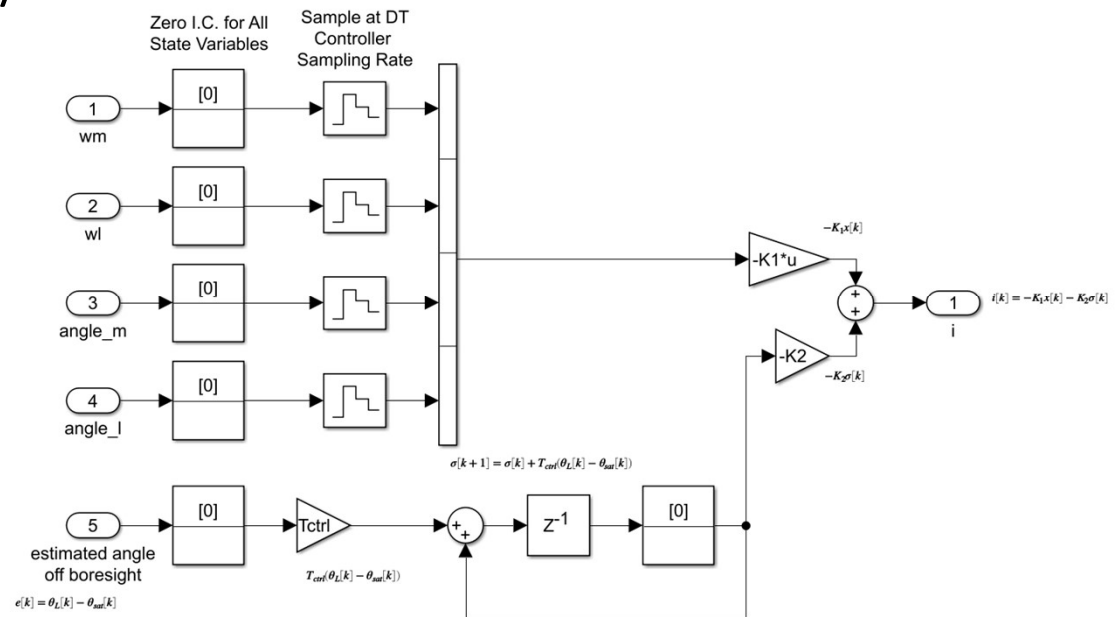 )
Zero I.C. for All
State Variables
Sample at DT
Controller
Sampling Rate
1
wm
[0]
2
wl
[0]
3
angle_m
[0]
4
angle_l
[0]
-K1*u
−K₁x[k]
+
+
1
i
i[k] = −K₁x[k] − K₂σ[k]
-K2
−K₂σ[k]
σ[k + 1] = σ[k] + T_ctrl(θ_L[k] − θ_sat[k])
5
estimated angle
off boresight
e[k] = θ_L[k] − θ_sat[k]
[0]
Tctrl
T_ctrl(θ_L[k] − θ_sat[k])
+
+
Z⁻¹
[0]